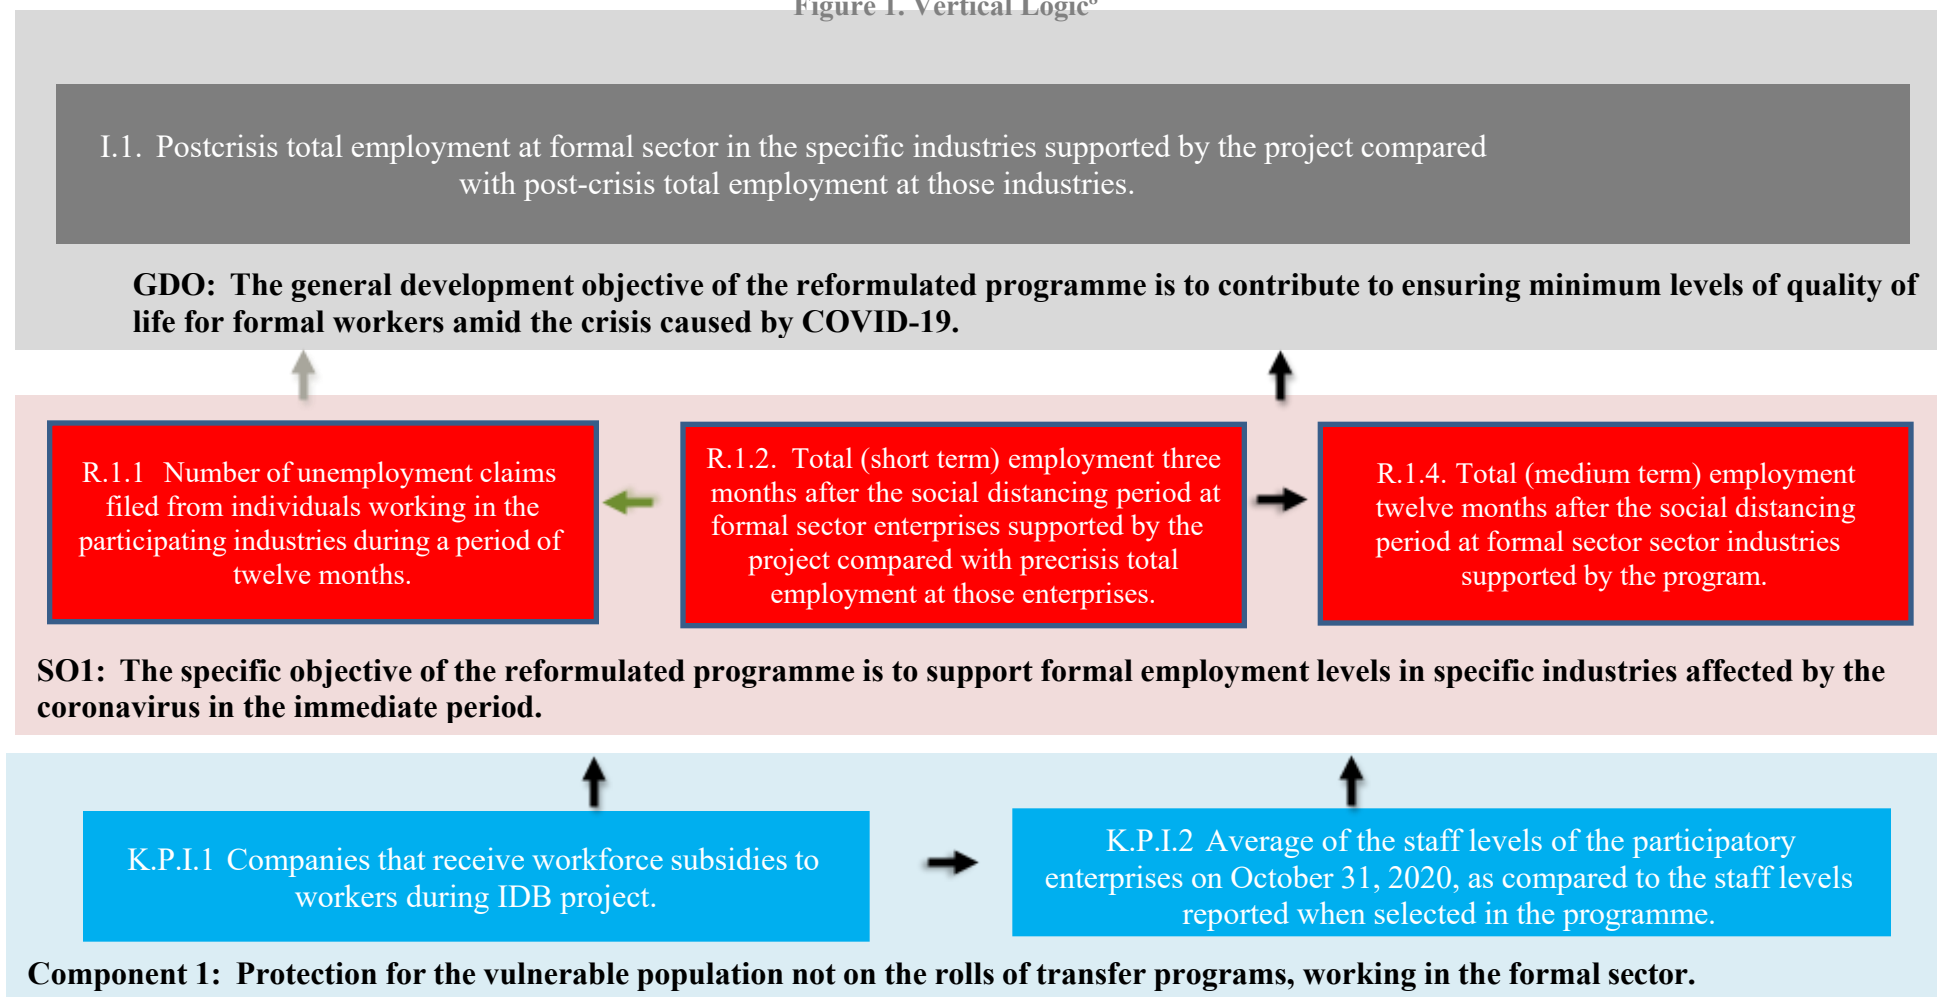 Figure 1. Vertical Logic⁸
I.1. Postcrisis total employment at formal sector in the specific industries supported by the project compared
with post-crisis total employment at those industries.
GDO: The general development objective of the reformulated programme is to contribute to ensuring minimum levels of quality of
life for formal workers amid the crisis caused by COVID-19.
R.1.1 Number of unemployment claims
filed from individuals working in the
participating industries during a period of
twelve months.
R.1.2. Total (short term) employment three
months after the social distancing period at
formal sector enterprises supported by the
project compared with precrisis total
employment at those enterprises.
R.1.4. Total (medium term) employment
twelve months after the social distancing
period at formal sector sector industries
supported by the program.
SO1: The specific objective of the reformulated programme is to support formal employment levels in specific industries affected by the
coronavirus in the immediate period.
K.P.I.1 Companies that receive workforce subsidies to
workers during IDB project.
K.P.I.2 Average of the staff levels of the participatory
enterprises on October 31, 2020, as compared to the staff levels
reported when selected in the programme.
Component 1: Protection for the vulnerable population not on the rolls of transfer programs, working in the formal sector.